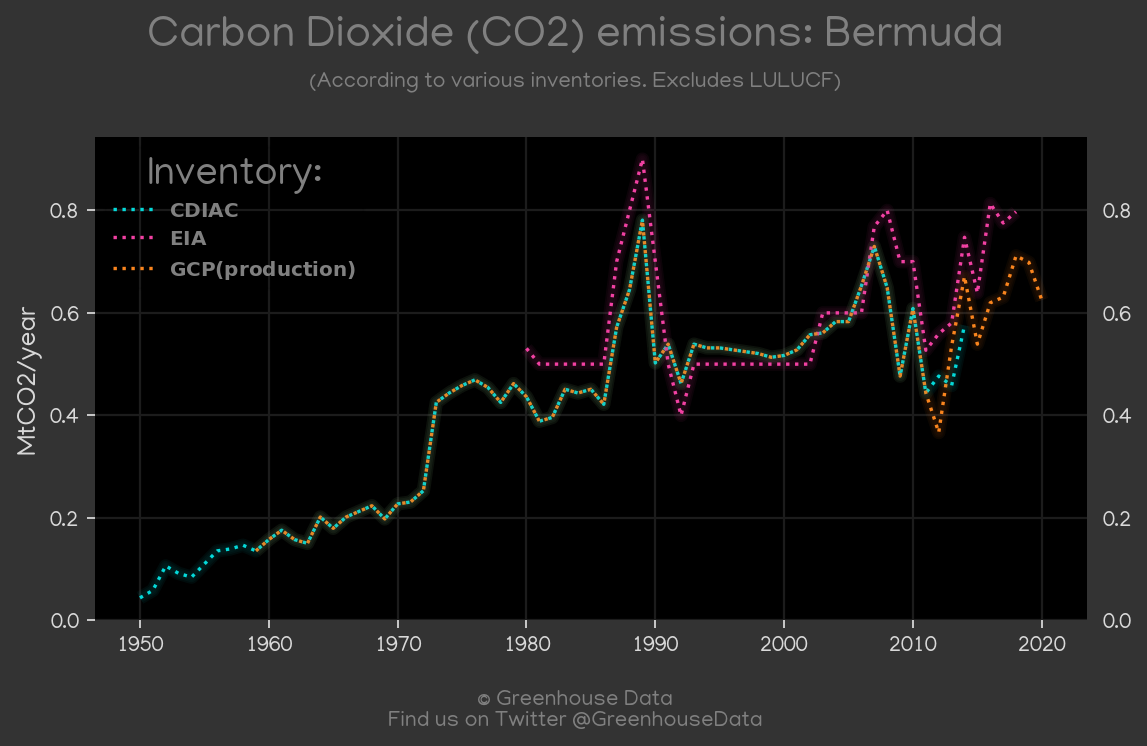 Carbon Dioxide (CO2) emissions: Bermuda
(According to various inventories. Excludes LULUCF)
Inventory:
CDIAC
EIA
GCP(production)
MtCO2/year
0.8 0.8
0.6 0.6
0.4 0.4
0.2 0.2
0.0 0.0
1950 1960 1970 1980 1990 2000 2010 2020
© Greenhouse Data
Find us on Twitter @GreenhouseData